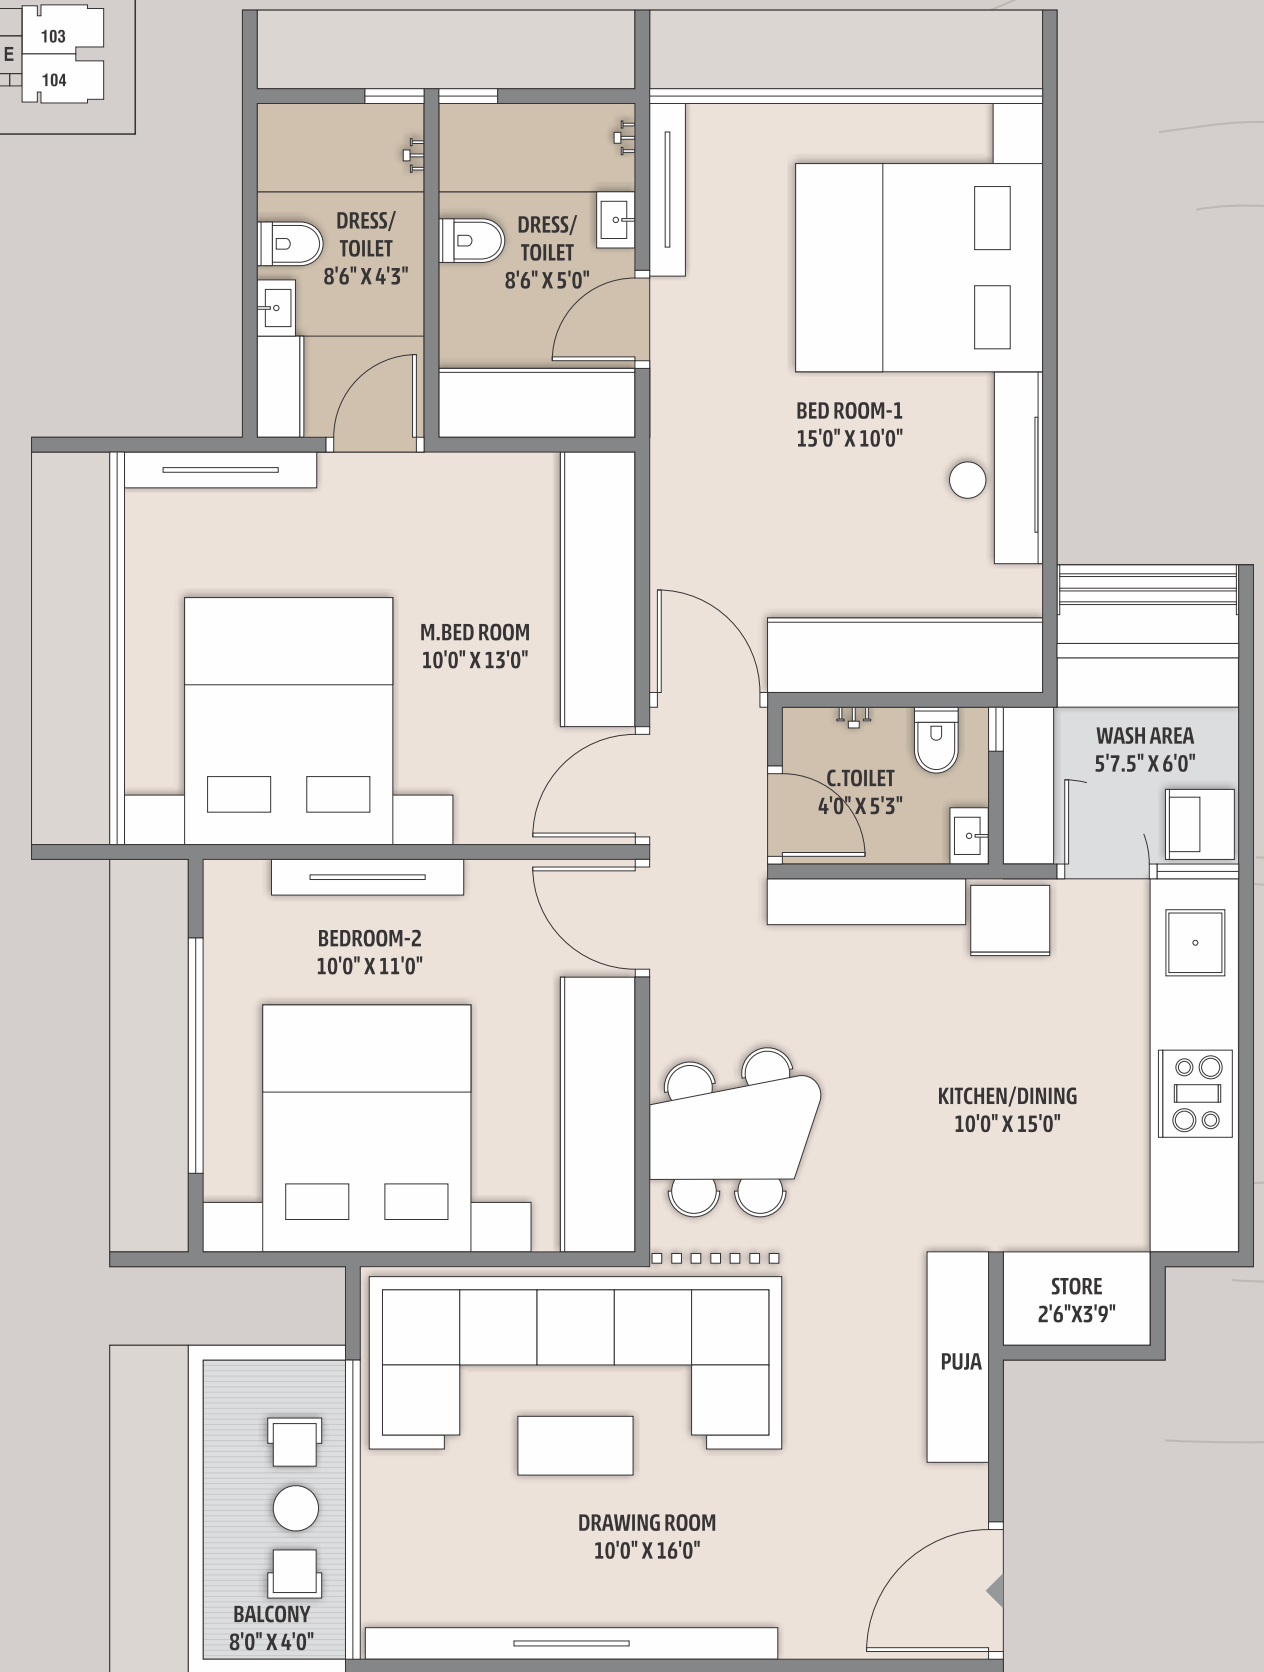 103
E
104
DRESS/
TOILET
8'6" X 4'3"
DRESS/
TOILET
8'6" X 5'0"
BED ROOM-1
15'0" X 10'0"
M.BED ROOM
10'0" X 13'0"
WASH AREA
5'7.5" X 6'0"
C.TOILET
4'0" X 5'3"
BEDROOM-2
10'0" X 11'0"
KITCHEN/DINING
10'0" X 15'0"
STORE
2'6"X3'9"
PUJA
DRAWING ROOM
10'0" X 16'0"
BALCONY
8'0" X 4'0"